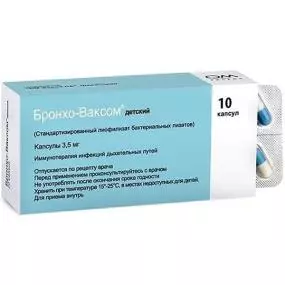 OM
Бронхо-Ваксом® детский
10
капсул
(Стандартизированный лиофилизат бактериальных лизатов)
Капсулы 3,5 мг
Иммунотерапия инфекций дыхательных путей
Отпускается по рецепту врача
Перед применением проконсультируйтесь с врачом
Не употреблять после окончания срока годности
Хранить при температуре 15°-25°С, в местах недоступных для детей.
Для приема внутрь